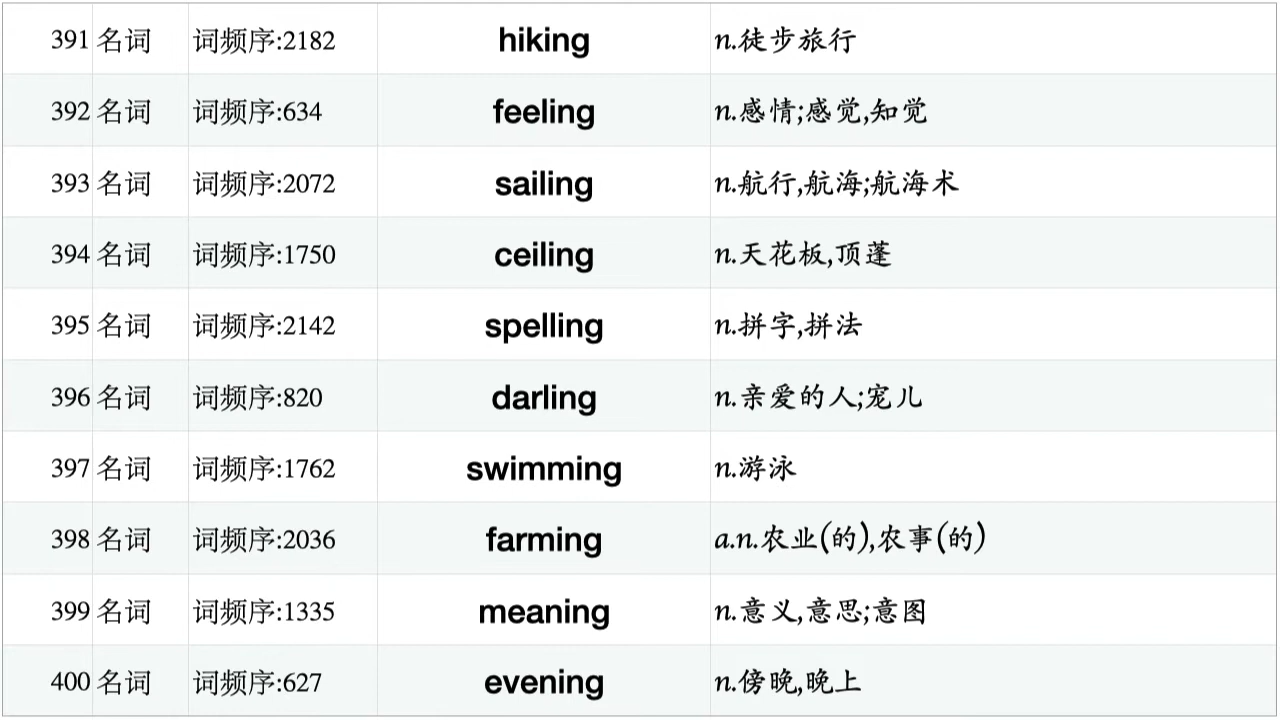 391 名词 词频序:2182 hiking n.徒步旅行
392 名词 词频序:634 feeling n.感情;感觉,知觉
393 名词 词频序:2072 sailing n.航行,航海;航海术
394 名词 词频序:1750 ceiling n.天花板,顶蓬
395 名词 词频序:2142 spelling n.拼字,拼法
396 名词 词频序:820 darling n.亲爱的人;宠儿
397 名词 词频序:1762 swimming n.游泳
398 名词 词频序:2036 farming a.n.农业(的),农事(的)
399 名词 词频序:1335 meaning n.意义,意思;意图
400 名词 词频序:627 evening n.傍晚,晚上